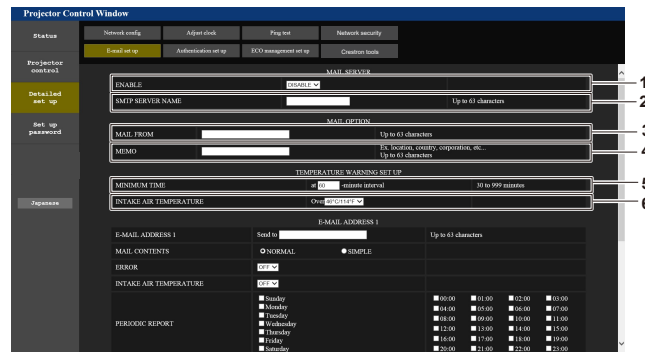 Projector Control Window
Status
Projector control
Detailed set up
Set up password
Japanese
Network config
Adjust clock
Ping test
Network security
E-mail set up
Authentication set up
ECO management set up
Crestron tools
MAIL SERVER
ENABLE DISABLE 1
SMTP SERVER NAME Up to 63 characters 2
MAIL OPTION
MAIL FROM Up to 63 characters 3
MEMO Ex. location, country, corporation, etc... 4
Up to 63 characters
TEMPERATURE WARNING SET UP
MINIMUM TIME at 60 -minute interval 30 to 999 minutes 5
INTAKE AIR TEMPERATURE Over 46°C/114°F 6
E-MAIL ADDRESS 1
E-MAIL ADDRESS 1 Send to Up to 63 characters
MAIL CONTENTS NORMAL SIMPLE
ERROR OFF
INTAKE AIR TEMPERATURE OFF
PERIODIC REPORT
Sunday
Monday
Tuesday
Wednesday
Thursday
Friday
Saturday
00:00 01:00 02:00 03:00
04:00 05:00 06:00 07:00
08:00 09:00 10:00 11:00
12:00 13:00 14:00 15:00
16:00 17:00 18:00 19:00
20:00 21:00 22:00 23:00